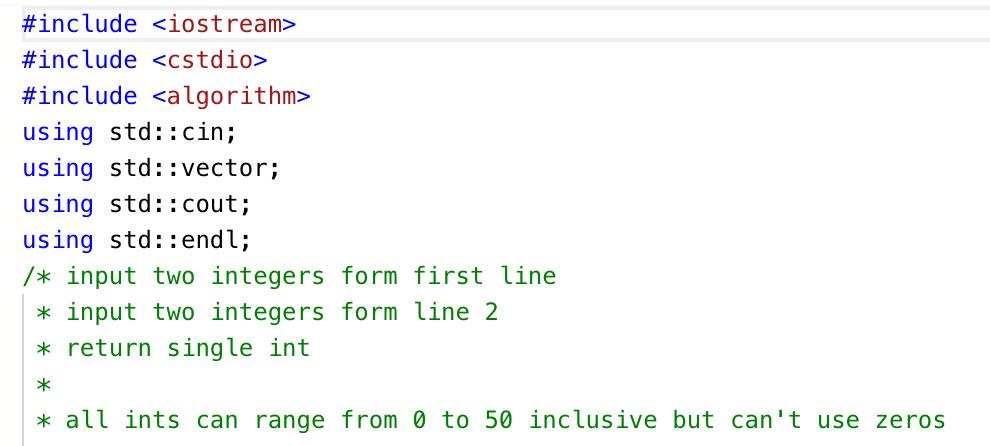 #include <iostream>
#include <cstdio>
#include <algorithm>
using std::cin;
using std::vector;
using std::cout;
using std::endl;
/* input two integers form first line
* input two integers form line 2
* return single int
*
* all ints can range from 0 to 50 inclusive but can't use zeros